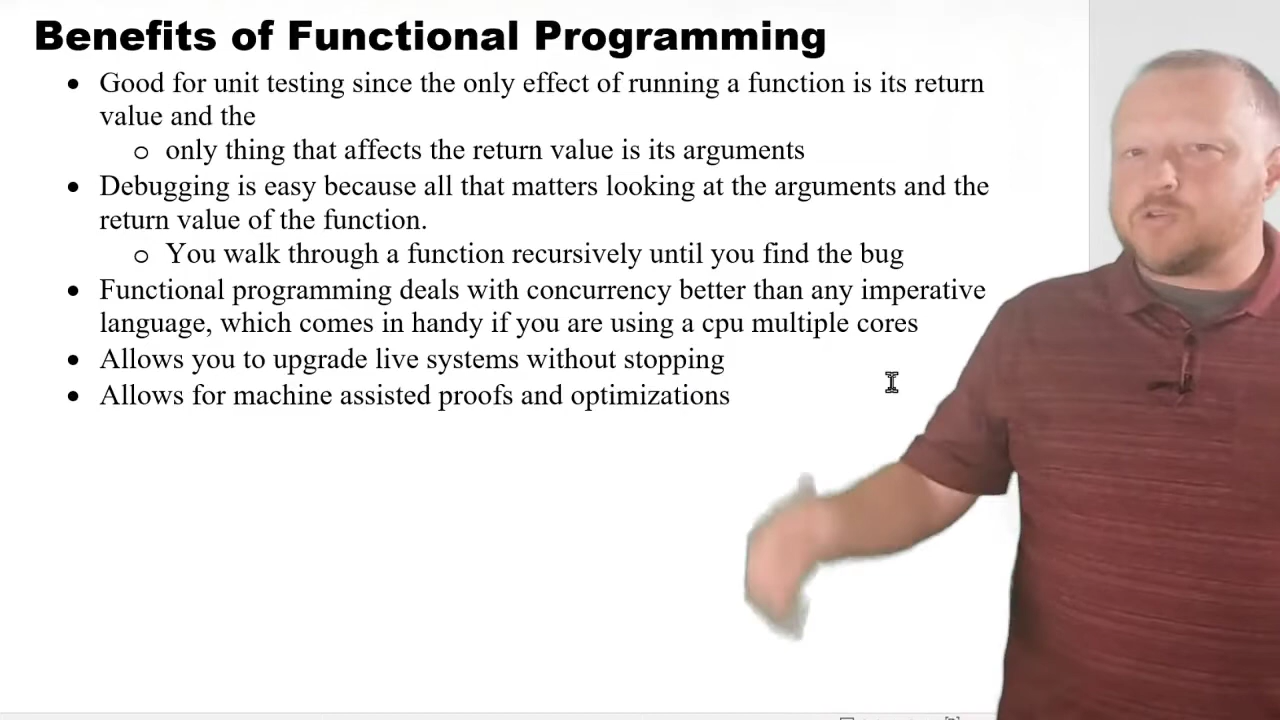 Benefits of Functional Programming
• Good for unit testing since the only effect of running a function is its return
value and the
o only thing that affects the return value is its arguments
• Debugging is easy because all that matters looking at the arguments and the
return value of the function.
o You walk through a function recursively until you find the bug
• Functional programming deals with concurrency better than any imperative
language, which comes in handy if you are using a cpu multiple cores
• Allows you to upgrade live systems without stopping
• Allows for machine assisted proofs and optimizations